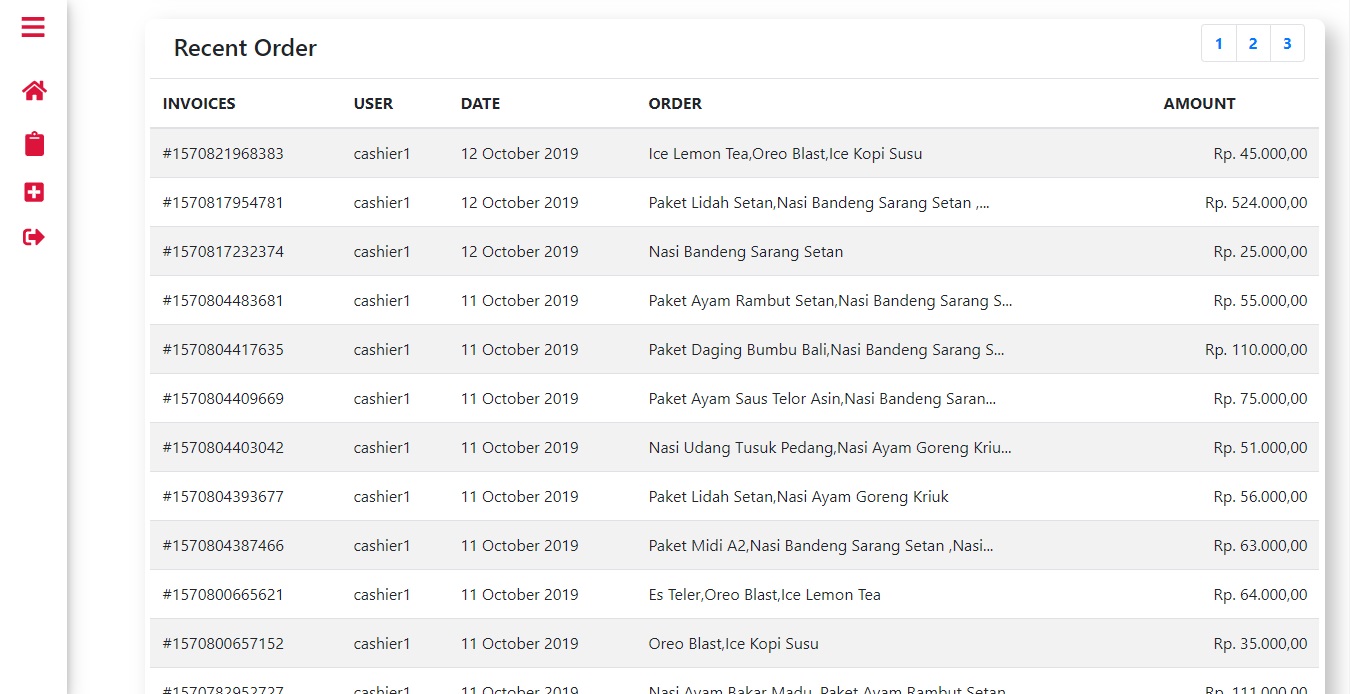 Recent Order
1 2 3
INVOICES USER DATE ORDER AMOUNT
#1570821968383 cashier1 12 October 2019 Ice Lemon Tea,Oreo Blast,Ice Kopi Susu Rp. 45.000,00
#1570817954781 cashier1 12 October 2019 Paket Lidah Setan,Nasi Bandeng Sarang Setan ,... Rp. 524.000,00
#1570817232374 cashier1 12 October 2019 Nasi Bandeng Sarang Setan Rp. 25.000,00
#1570804483681 cashier1 11 October 2019 Paket Ayam Rambut Setan,Nasi Bandeng Sarang S... Rp. 55.000,00
#1570804417635 cashier1 11 October 2019 Paket Daging Bumbu Bali,Nasi Bandeng Sarang S... Rp. 110.000,00
#1570804409669 cashier1 11 October 2019 Paket Ayam Saus Telor Asin,Nasi Bandeng Saran... Rp. 75.000,00
#1570804403042 cashier1 11 October 2019 Nasi Udang Tusuk Pedang,Nasi Ayam Goreng Kriu... Rp. 51.000,00
#1570804393677 cashier1 11 October 2019 Paket Lidah Setan,Nasi Ayam Goreng Kriuk Rp. 56.000,00
#1570804387466 cashier1 11 October 2019 Paket Midi A2,Nasi Bandeng Sarang Setan ,Nasi... Rp. 63.000,00
#1570800665621 cashier1 11 October 2019 Es Teler,Oreo Blast,Ice Lemon Tea Rp. 64.000,00
#1570800657152 cashier1 11 October 2019 Oreo Blast,Ice Kopi Susu Rp. 35.000,00
#1570782952727 cashier1 11 October 2019 Nasi Ayam Bakar Madu, Paket Ayam Rambut Setan Rp. 111.000,00